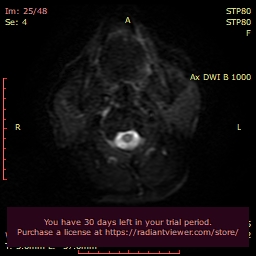 Im: 25/48
Se: 4
A
STP80
STP80
F
Ax DWI B 1000
R
L
You have 30 days left in your trial period.
Purchase a license at https://radiantviewer.com/store/